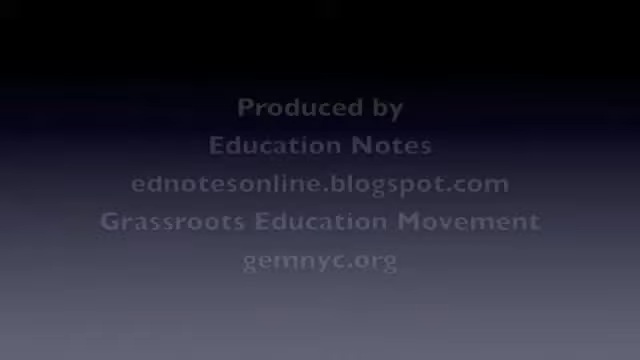 Produced by
Education Notes
ednotesonline.blogspot.com
Grassroots Education Movement
gemnyc.org